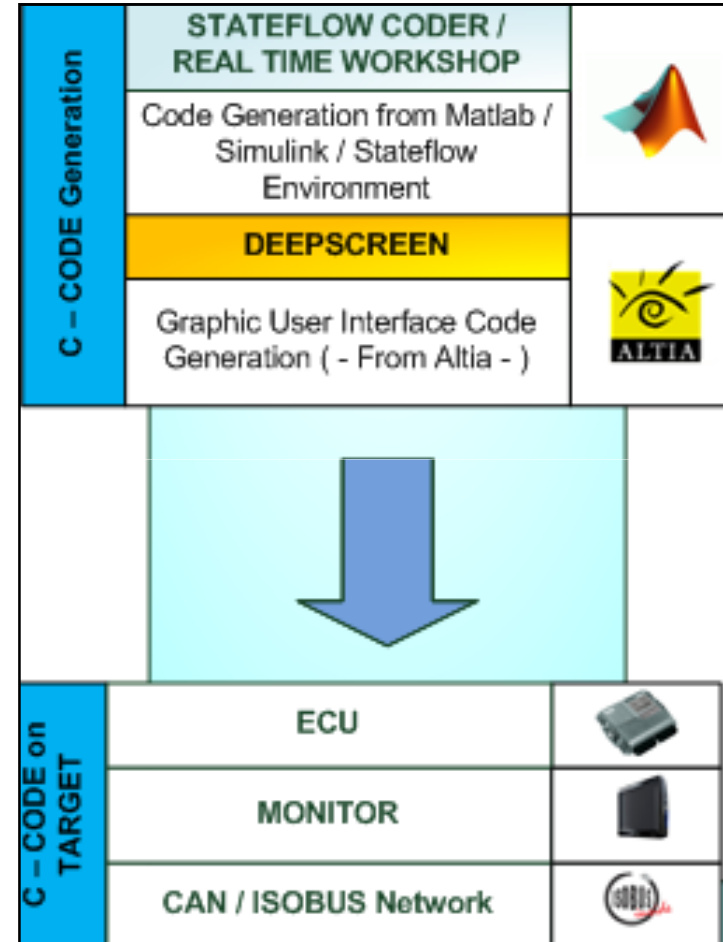 C – CODE Generation
STATEFLOW CODER /
REAL TIME WORKSHOP
Code Generation from Matlab /
Simulink / Stateflow
Environment
DEEPSCREEN
Graphic User Interface Code
Generation ( - From Altia - )
ALTIA
C – CODE on
TARGET
ECU
MONITOR
CAN / ISOBUS Network
ISOBUS